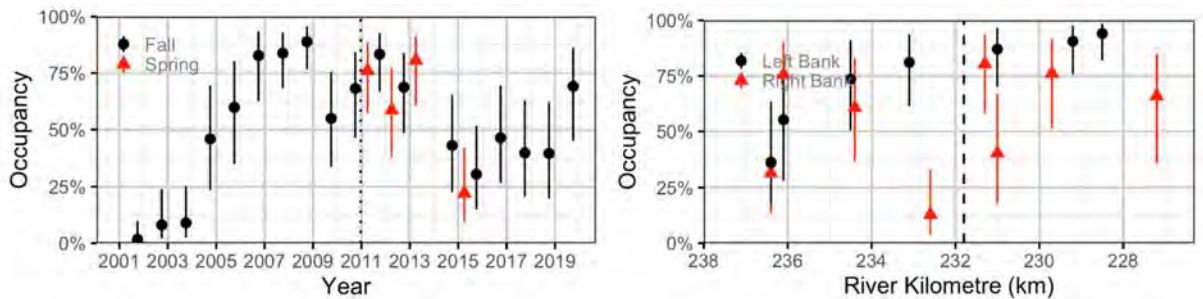 100%
75%
50%
25%
0%
Occupancy
Fall
Spring
2001 2003 2005 2007 2009 2011 2013 2015 2017 2019
Year
100%
75%
50%
25%
0%
Occupancy
Left Bank
Right Bank
238 236 234 232 230 228
River Kilometre (km)